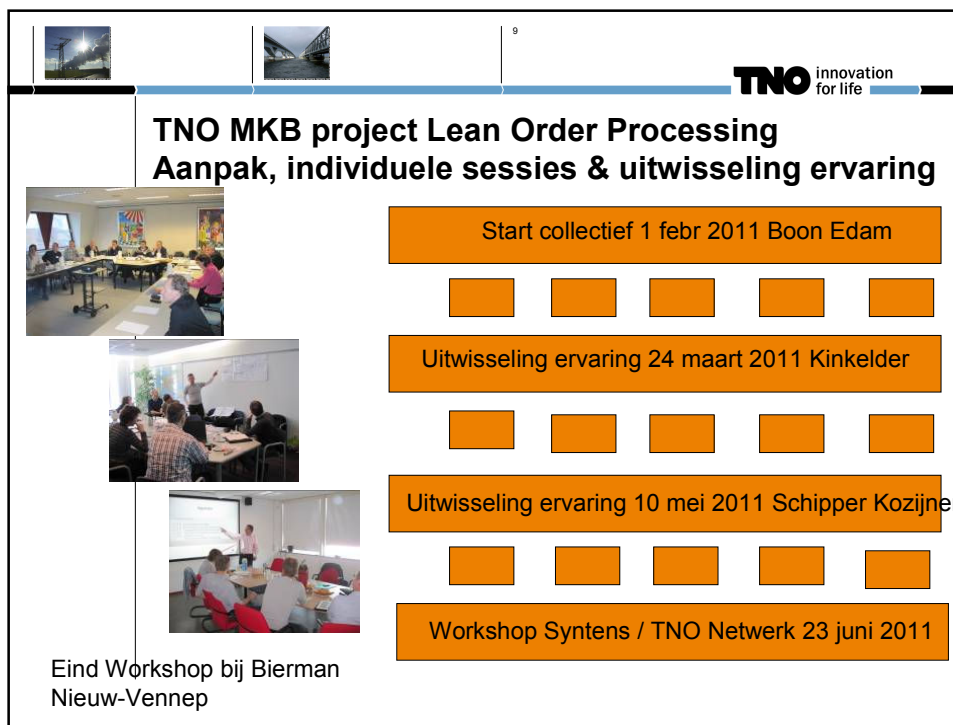 9
TNO innovation
for life
TNO MKB project Lean Order Processing
Aanpak, individuele sessies & uitwisseling ervaring
Start collectief 1 febr 2011 Boon Edam
Uitwisseling ervaring 24 maart 2011 Kinkelder
Uitwisseling ervaring 10 mei 2011 Schipper Kozijnen
Workshop Syntens / TNO Netwerk 23 juni 2011
Eind Workshop bij Bierman
Nieuw-Vennep